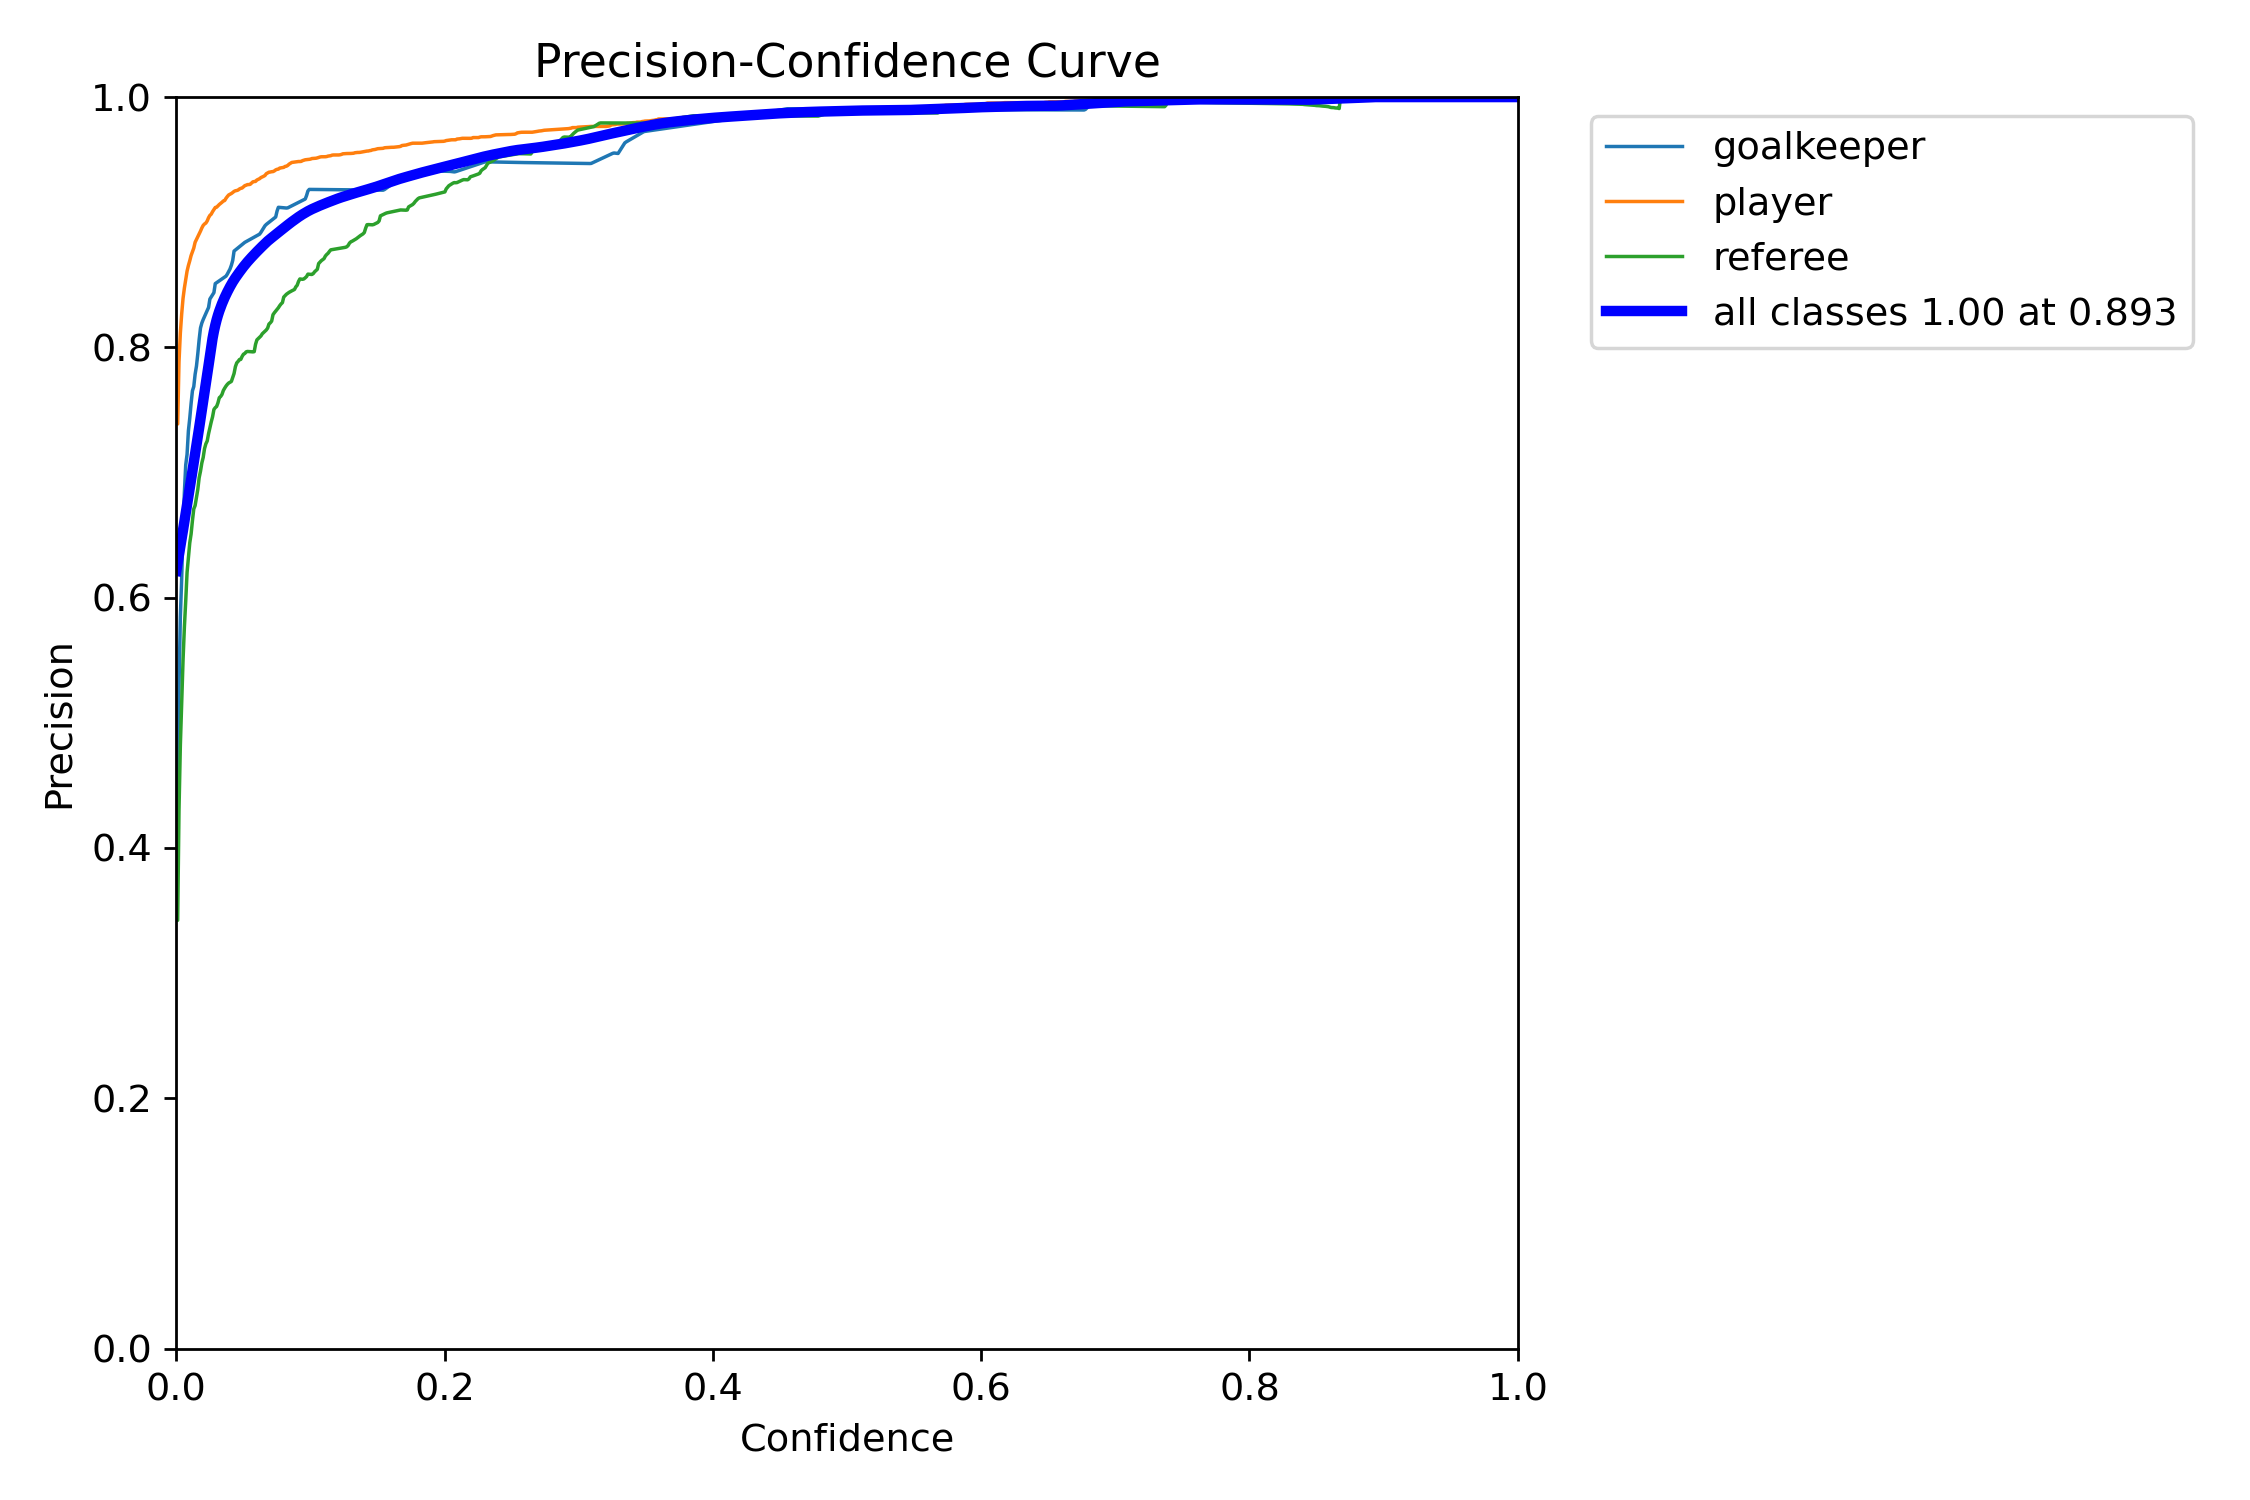 Precision-Confidence Curve
1.0
0.8
0.6
0.4
0.2
0.0
Precision
0.0 0.2 0.4 0.6 0.8 1.0
Confidence
goalkeeper
player
referee
all classes 1.00 at 0.893